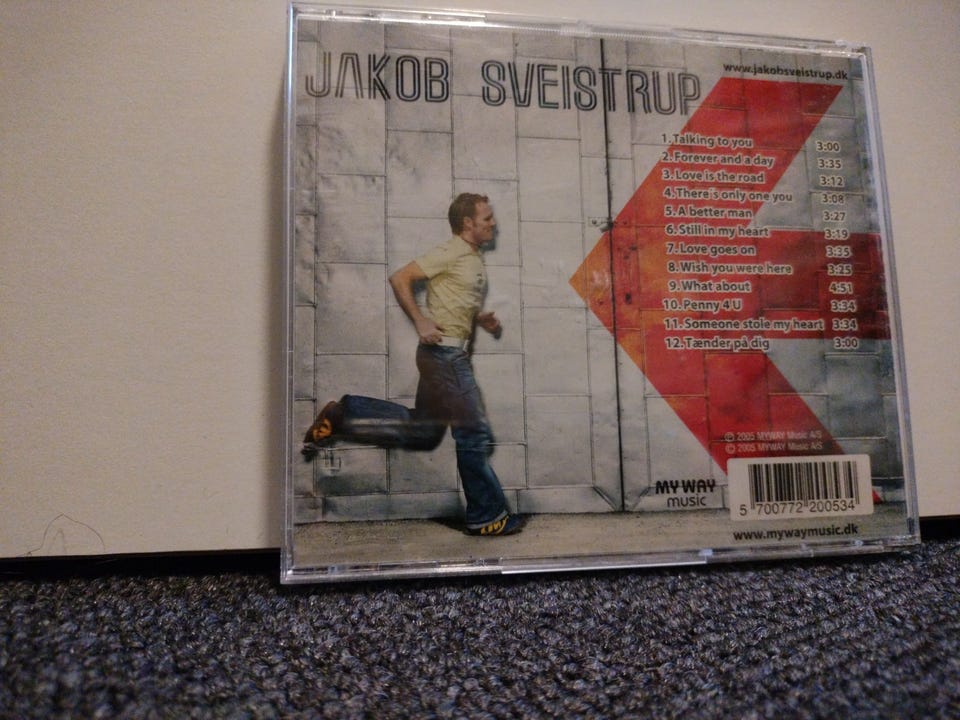 JAKOB SVEISTRUP
www.jakobsveistrup.dk
1. Talking to you 3:00
2. Forever and a day 3:35
3. Love is the road 3:12
4. There's only one you 3:08
5. A better man 3:27
6. Still in my heart 3:19
7. Love goes on 3:35
8. Wish you were here 3:25
9. What about 4:51
10. Penny 4 U 3:34
11. Someone stole my heart 3:34
12. Tænder på dig 3:00
℗ 2005 MYWAY Music A/S
© 2005 MYWAY Music A/S
MY WAY
music
5 700772 200534
www.mywaymusic.dk